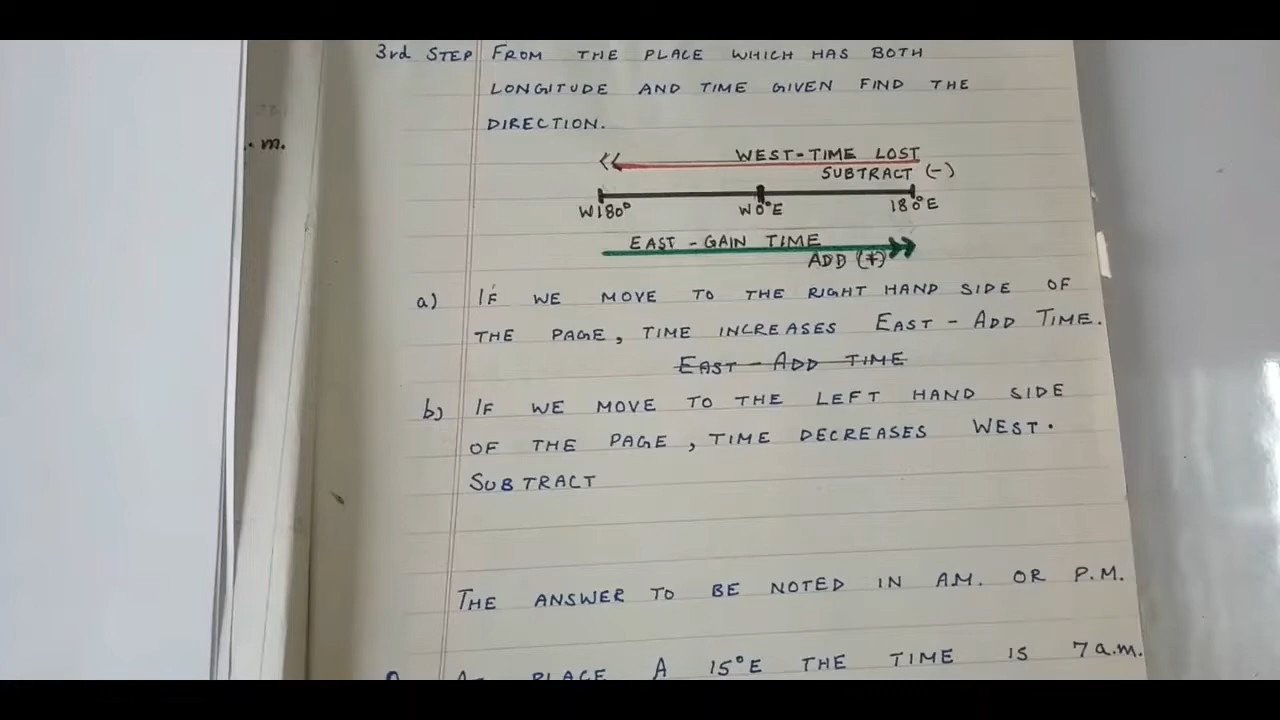 3rd STEP FROM THE PLACE WHICH HAS BOTH
LONGITUDE AND TIME GIVEN FIND THE
DIRECTION.
. m.
WEST-TIME LOST
SUBTRACT (-)
W180° W0°E 180°E
EAST - GAIN TIME
ADD (+)
a) IF WE MOVE TO THE RIGHT HAND SIDE OF
THE PAGE, TIME INCREASES EAST - ADD TIME.
EAST - ADD TIME
b) IF WE MOVE TO THE LEFT HAND SIDE
OF THE PAGE, TIME DECREASES WEST.
SUBTRACT
THE ANSWER TO BE NOTED IN A.M. OR P.M.
PLACE A 15°E THE TIME IS 7 a.m.